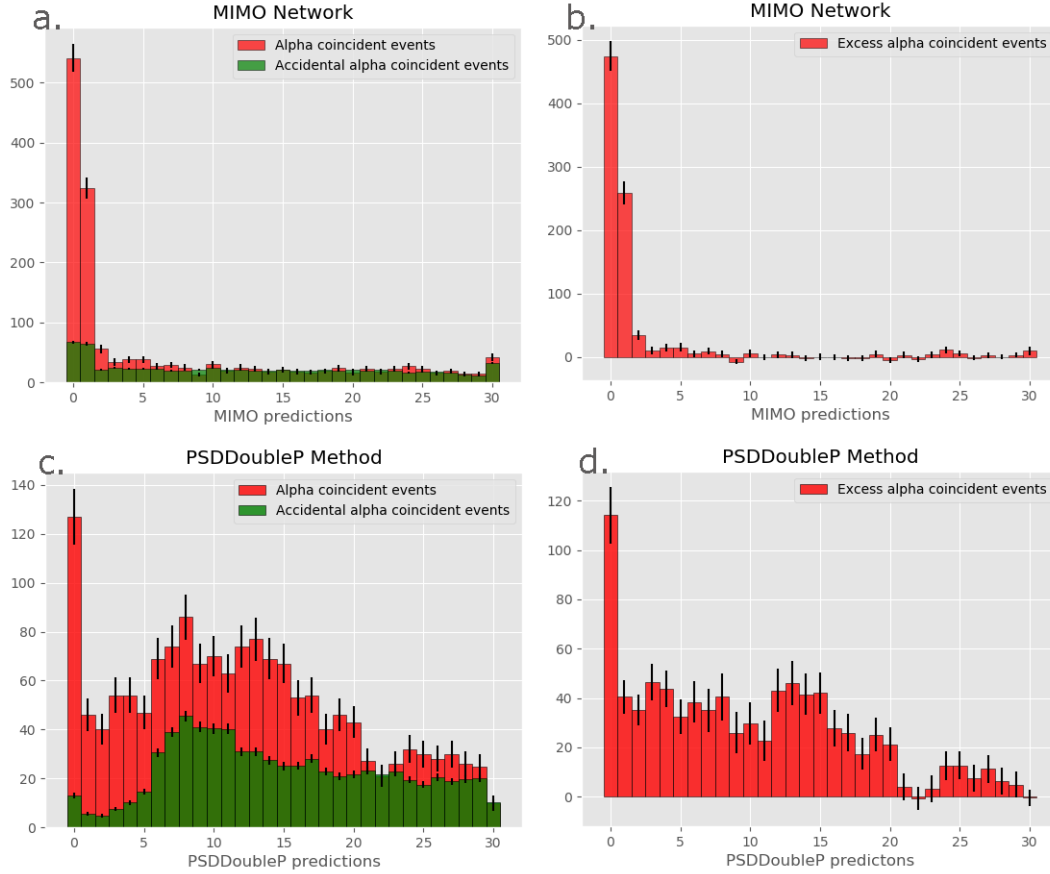 a.
MIMO Network
Alpha coincident events
Accidental alpha coincident events
500
400
300
200
100
0
0 5 10 15 20 25 30
MIMO predictions
b.
MIMO Network
Excess alpha coincident events
500
400
300
200
100
0
0 5 10 15 20 25 30
MIMO predictions
c.
PSDDoubleP Method
Alpha coincident events
Accidental alpha coincident events
140
120
100
80
60
40
20
0
0 5 10 15 20 25 30
PSDDoubleP predictions
d.
PSDDoubleP Method
Excess alpha coincident events
120
100
80
60
40
20
0
0 5 10 15 20 25 30
PSDDoubleP predictons